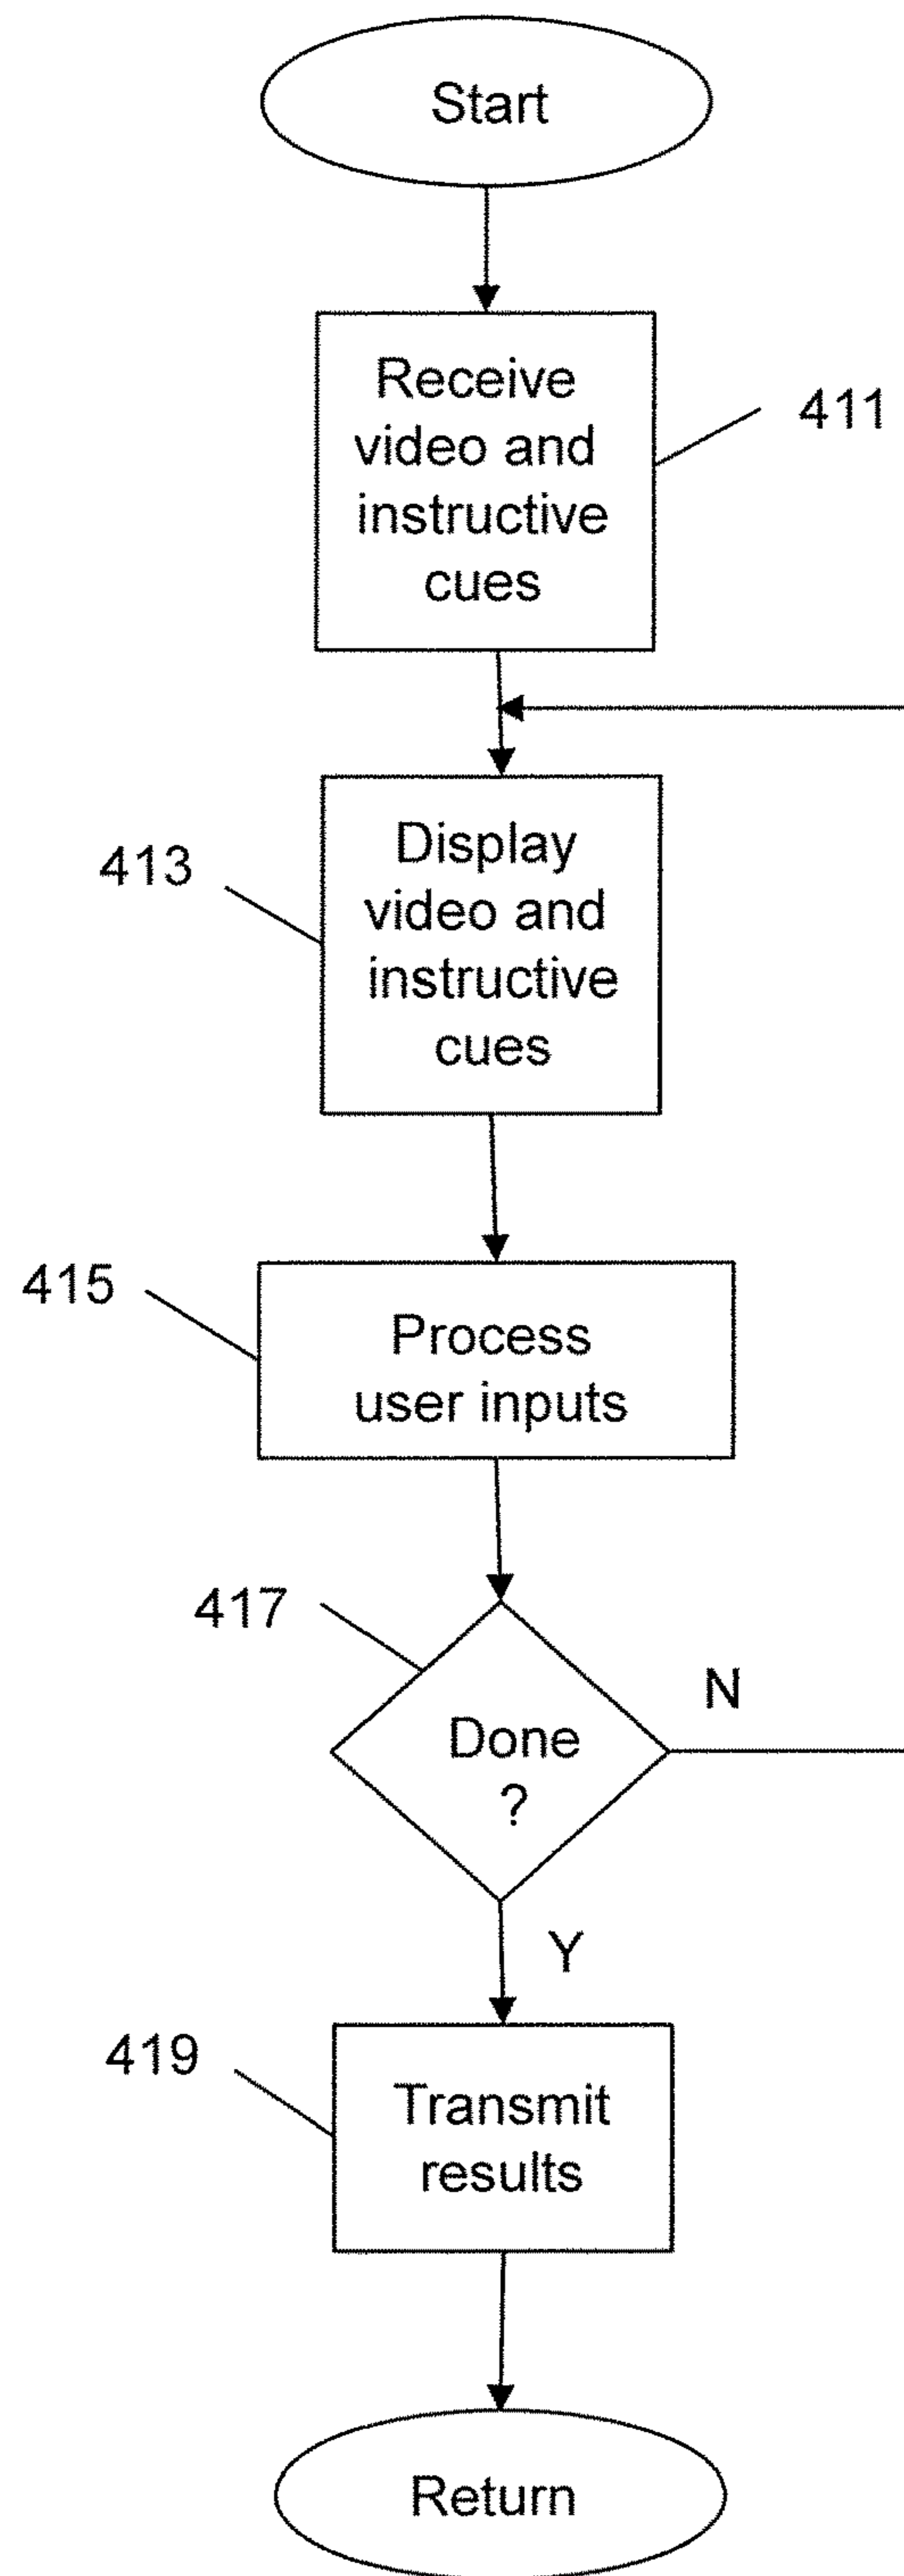 Start
Receive
video and
instructive
cues
411
Display
video and
instructive
cues
413
Process
user inputs
415
417
Done
?
N
Y
419
Transmit
results
Return